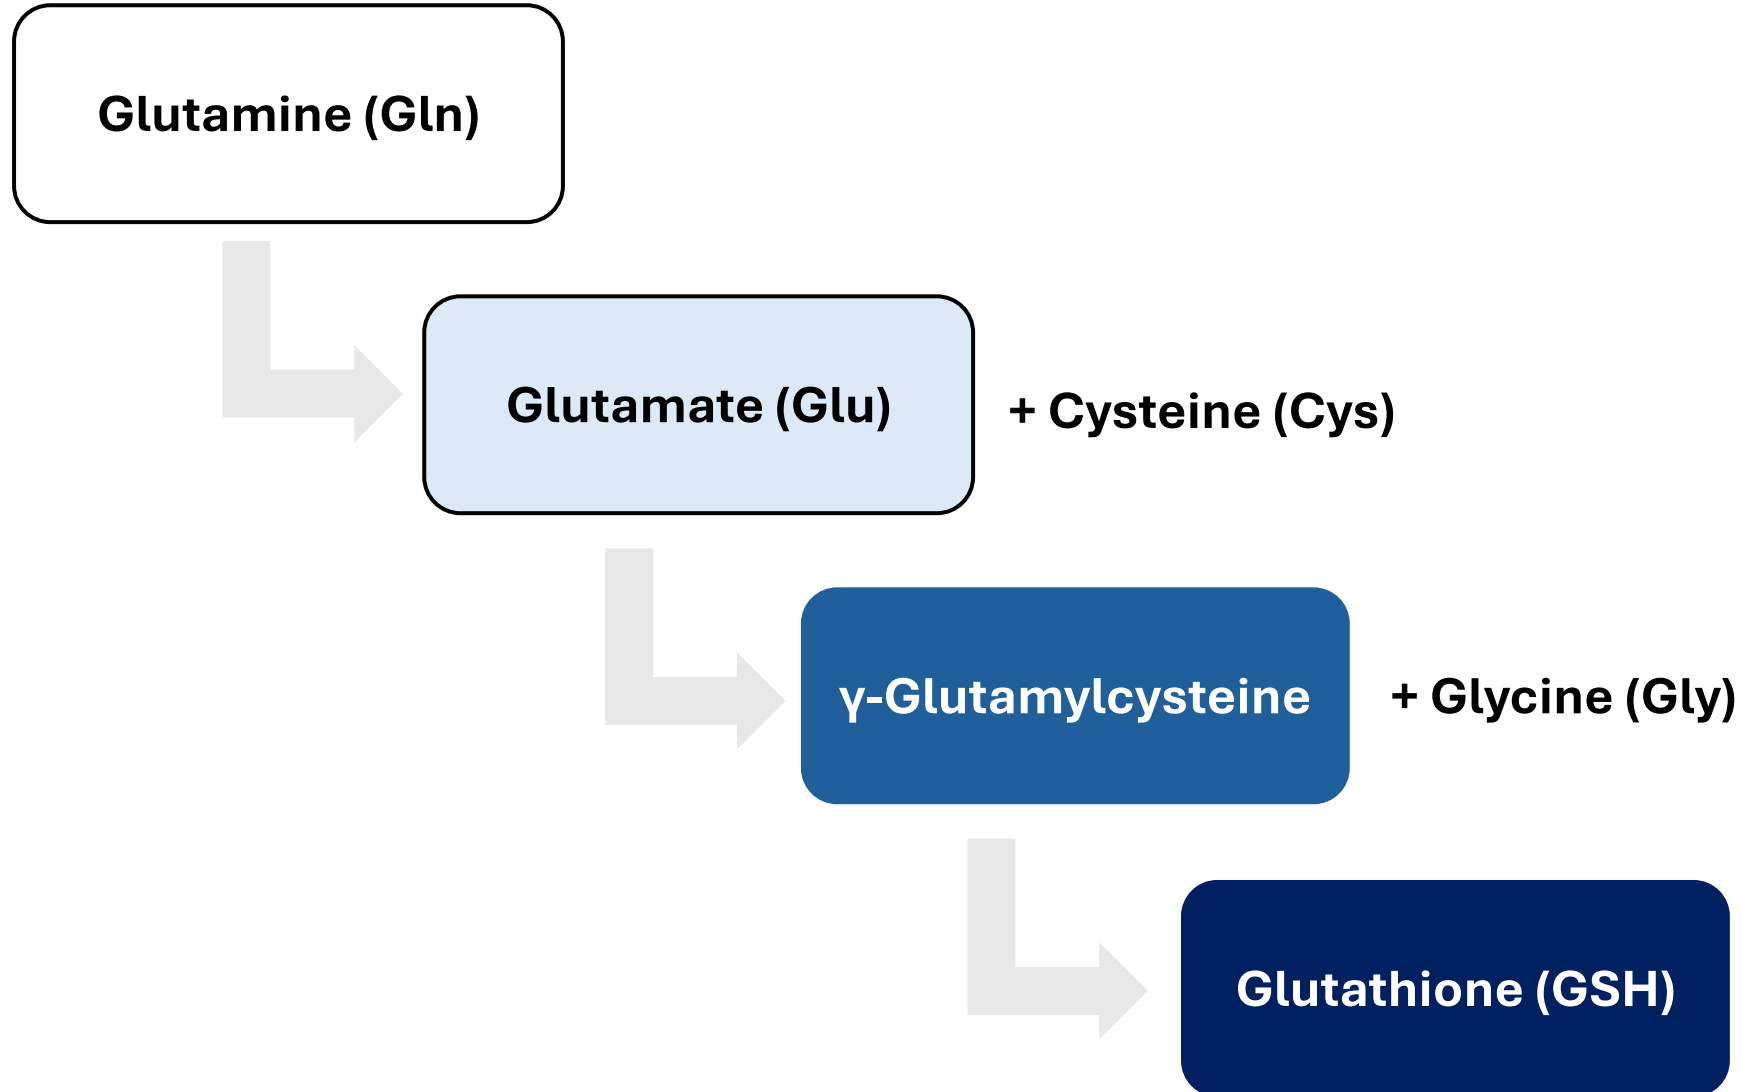 Glutamine (Gln)
Glutamate (Glu)
+ Cysteine (Cys)
γ-Glutamylcysteine
+ Glycine (Gly)
Glutathione (GSH)